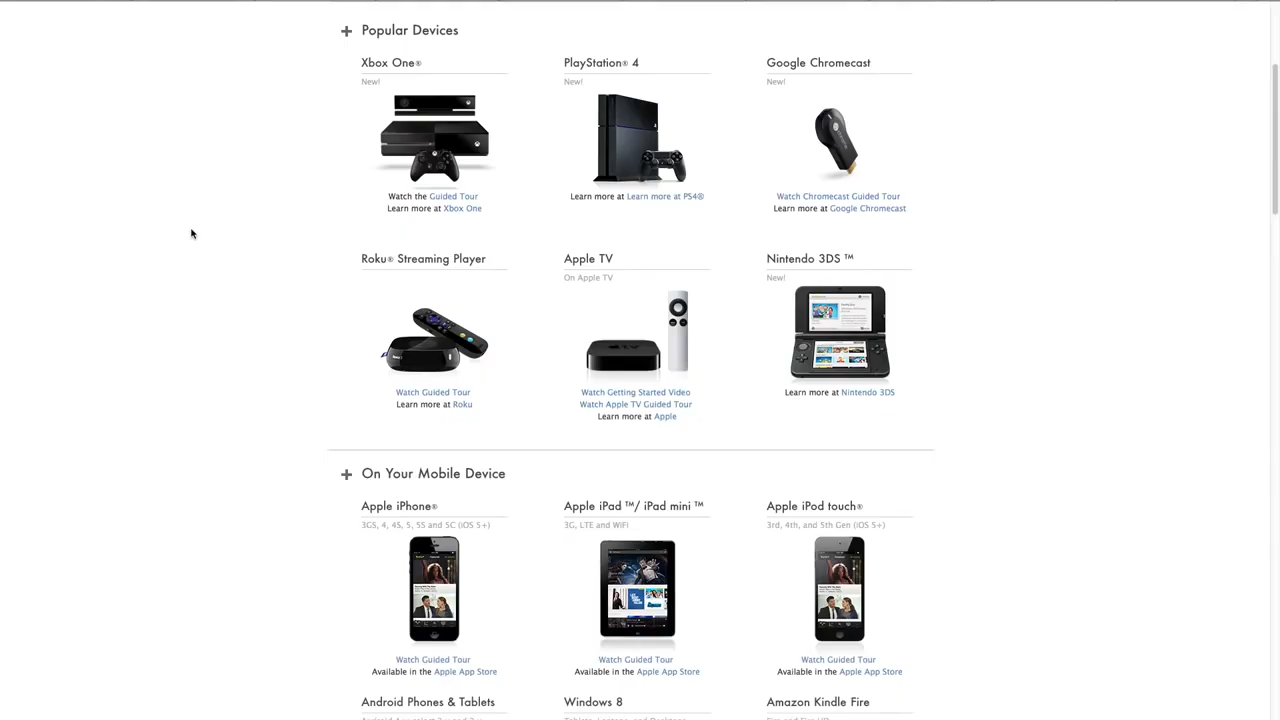 Popular Devices
Xbox One®
PlayStation® 4
Google Chromecast
New!
New!
New!
Watch the Guided Tour
Learn more at Xbox One
Learn more at Learn more at PS4®
Watch Chromecast Guided Tour
Learn more at Google Chromecast
Roku® Streaming Player
Apple TV
Nintendo 3DS ™
On Apple TV
New!
Watch Guided Tour
Learn more at Roku
Watch Getting Started Video
Watch Apple TV Guided Tour
Learn more at Apple
Learn more at Nintendo 3DS
On Your Mobile Device
Apple iPhone®
Apple iPad ™/ iPad mini ™
Apple iPod touch®
3GS, 4, 4S, 5, 5S and 5C (iOS 5+)
3G, LTE and WiFi
3rd, 4th, and 5th Gen (iOS 5+)
Watch Guided Tour
Available in the Apple App Store
Watch Guided Tour
Available in the Apple App Store
Watch Guided Tour
Available in the Apple App Store
Android Phones & Tablets
Windows 8
Amazon Kindle Fire